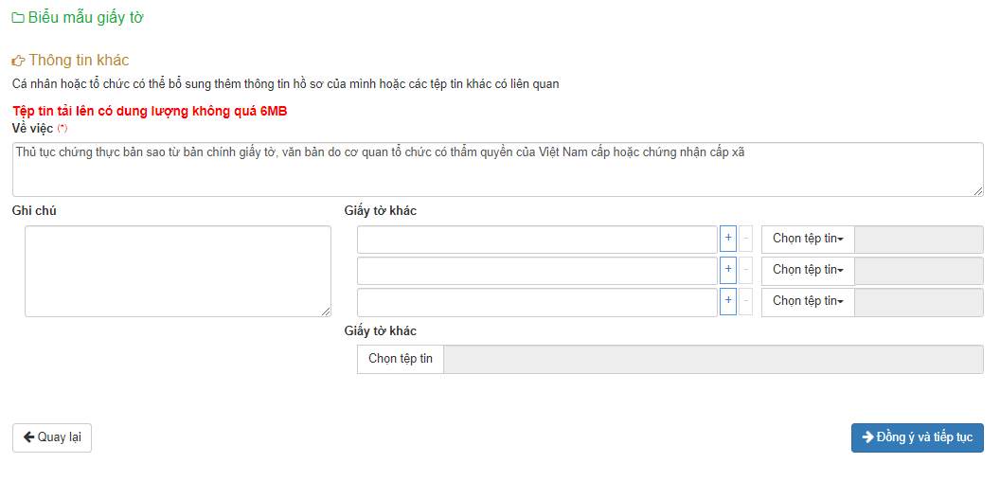 Biểu mẫu giấy tờ
Thông tin khác
Cá nhân hoặc tổ chức có thể bổ sung thêm thông tin hồ sơ của mình hoặc các tệp tin khác có liên quan
Tệp tin tải lên có dung lượng không quá 6MB
Về việc (*)
Thủ tục chứng thực bản sao từ bản chính giấy tờ, văn bản do cơ quan tổ chức có thẩm quyền của Việt Nam cấp hoặc chứng nhận cấp xã
Ghi chú Giấy tờ khác
+ - Chọn tệp tin
+ - Chọn tệp tin
+ - Chọn tệp tin
Giấy tờ khác
Chọn tệp tin
Quay lại Đồng ý và tiếp tục